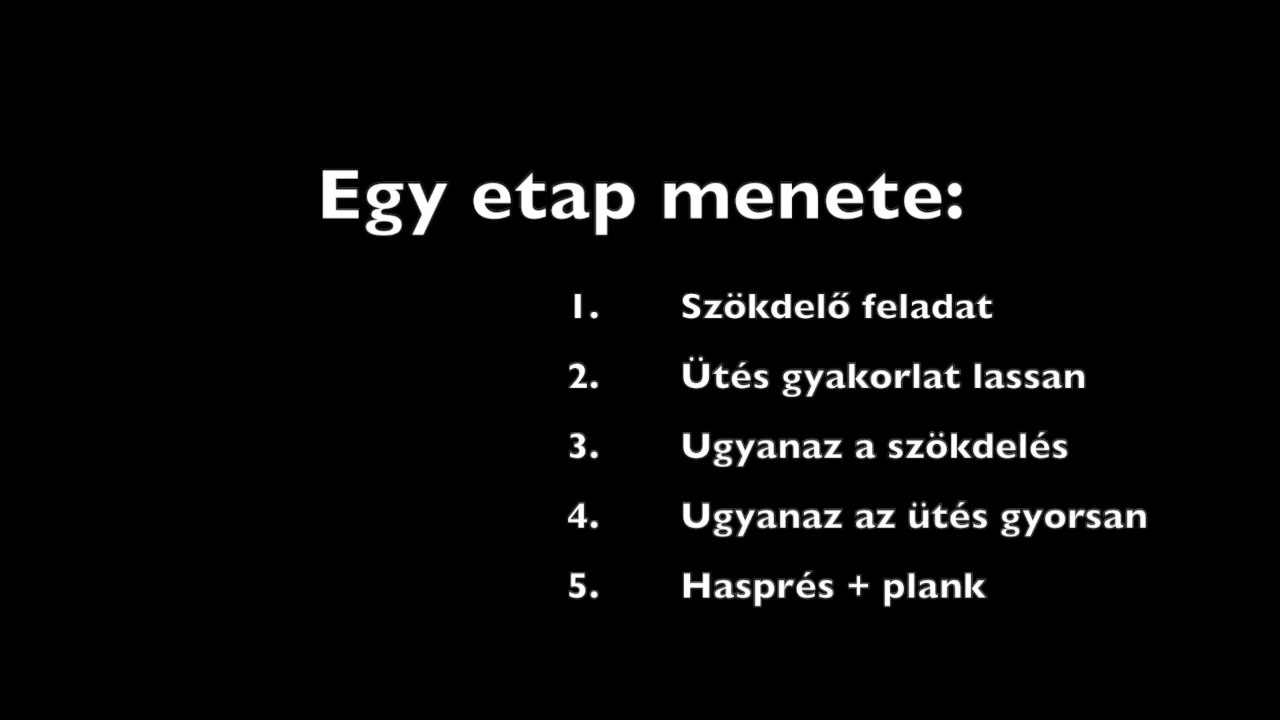 Egy etap menete:
1. Szökdelő feladat
2. Ütés gyakorlat lassan
3. Ugyanaz a szökdelés
4. Ugyanaz az ütés gyorsan
5. Hasprés + plank